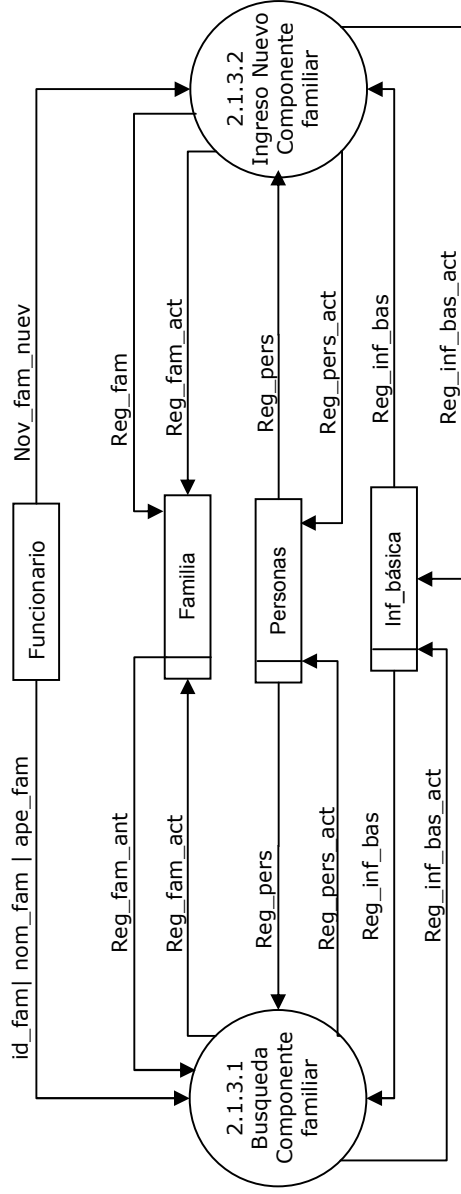 id_fam| nom_fam | ape_fam
Funcionario
Nov_fam_nuev
Reg_fam_ant
Reg_fam
Reg_fam_act
Familia
Reg_fam_act
2.1.3.1
Busqueda
Componente
familiar
Reg_pers
Personas
Reg_pers
2.1.3.2
Ingreso Nuevo
Componente
familiar
Reg_pers_act
Reg_pers_act
Reg_inf_bas
Inf_básica
Reg_inf_bas
Reg_inf_bas_act
Reg_inf_bas_act